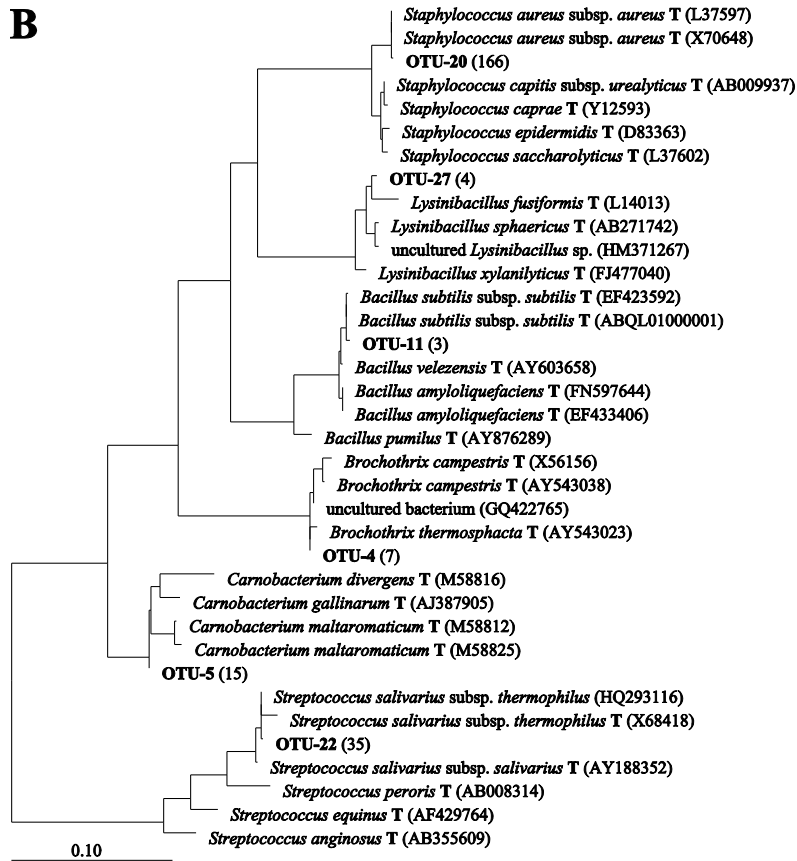 B
Staphylococcus aureus subsp. aureus T (L37597)
Staphylococcus aureus subsp. aureus T (X70648)
OTU-20 (166)
Staphylococcus capitis subsp. urealyticus T (AB009937)
Staphylococcus caprae T (Y12593)
Staphylococcus epidermidis T (D83363)
Staphylococcus saccharolyticus T (L37602)
OTU-27 (4)
Lysinibacillus fusiformis T (L14013)
Lysinibacillus sphaericus T (AB271742)
uncultured Lysinibacillus sp. (HM371267)
Lysinibacillus xylanilyticus T (FJ477040)
Bacillus subtilis subsp. subtilis T (EF423592)
Bacillus subtilis subsp. subtilis T (ABQL01000001)
OTU-11 (3)
Bacillus velezensis T (AY603658)
Bacillus amyloliquefaciens T (FN597644)
Bacillus amyloliquefaciens T (EF433406)
Bacillus pumilus T (AY876289)
Brochothrix campestris T (X56156)
Brochothrix campestris T (AY543038)
uncultured bacterium (GQ422765)
Brochothrix thermosphacta T (AY543023)
OTU-4 (7)
Carnobacterium divergens T (M58816)
Carnobacterium gallinarum T (AJ387905)
Carnobacterium maltaromaticum T (M58812)
Carnobacterium maltaromaticum T (M58825)
OTU-5 (15)
Streptococcus salivarius subsp. thermophilus (HQ293116)
Streptococcus salivarius subsp. thermophilus T (X68418)
OTU-22 (35)
Streptococcus salivarius subsp. salivarius T (AY188352)
Streptococcus peroris T (AB008314)
Streptococcus equinus T (AF429764)
Streptococcus anginosus T (AB355609)
0.10